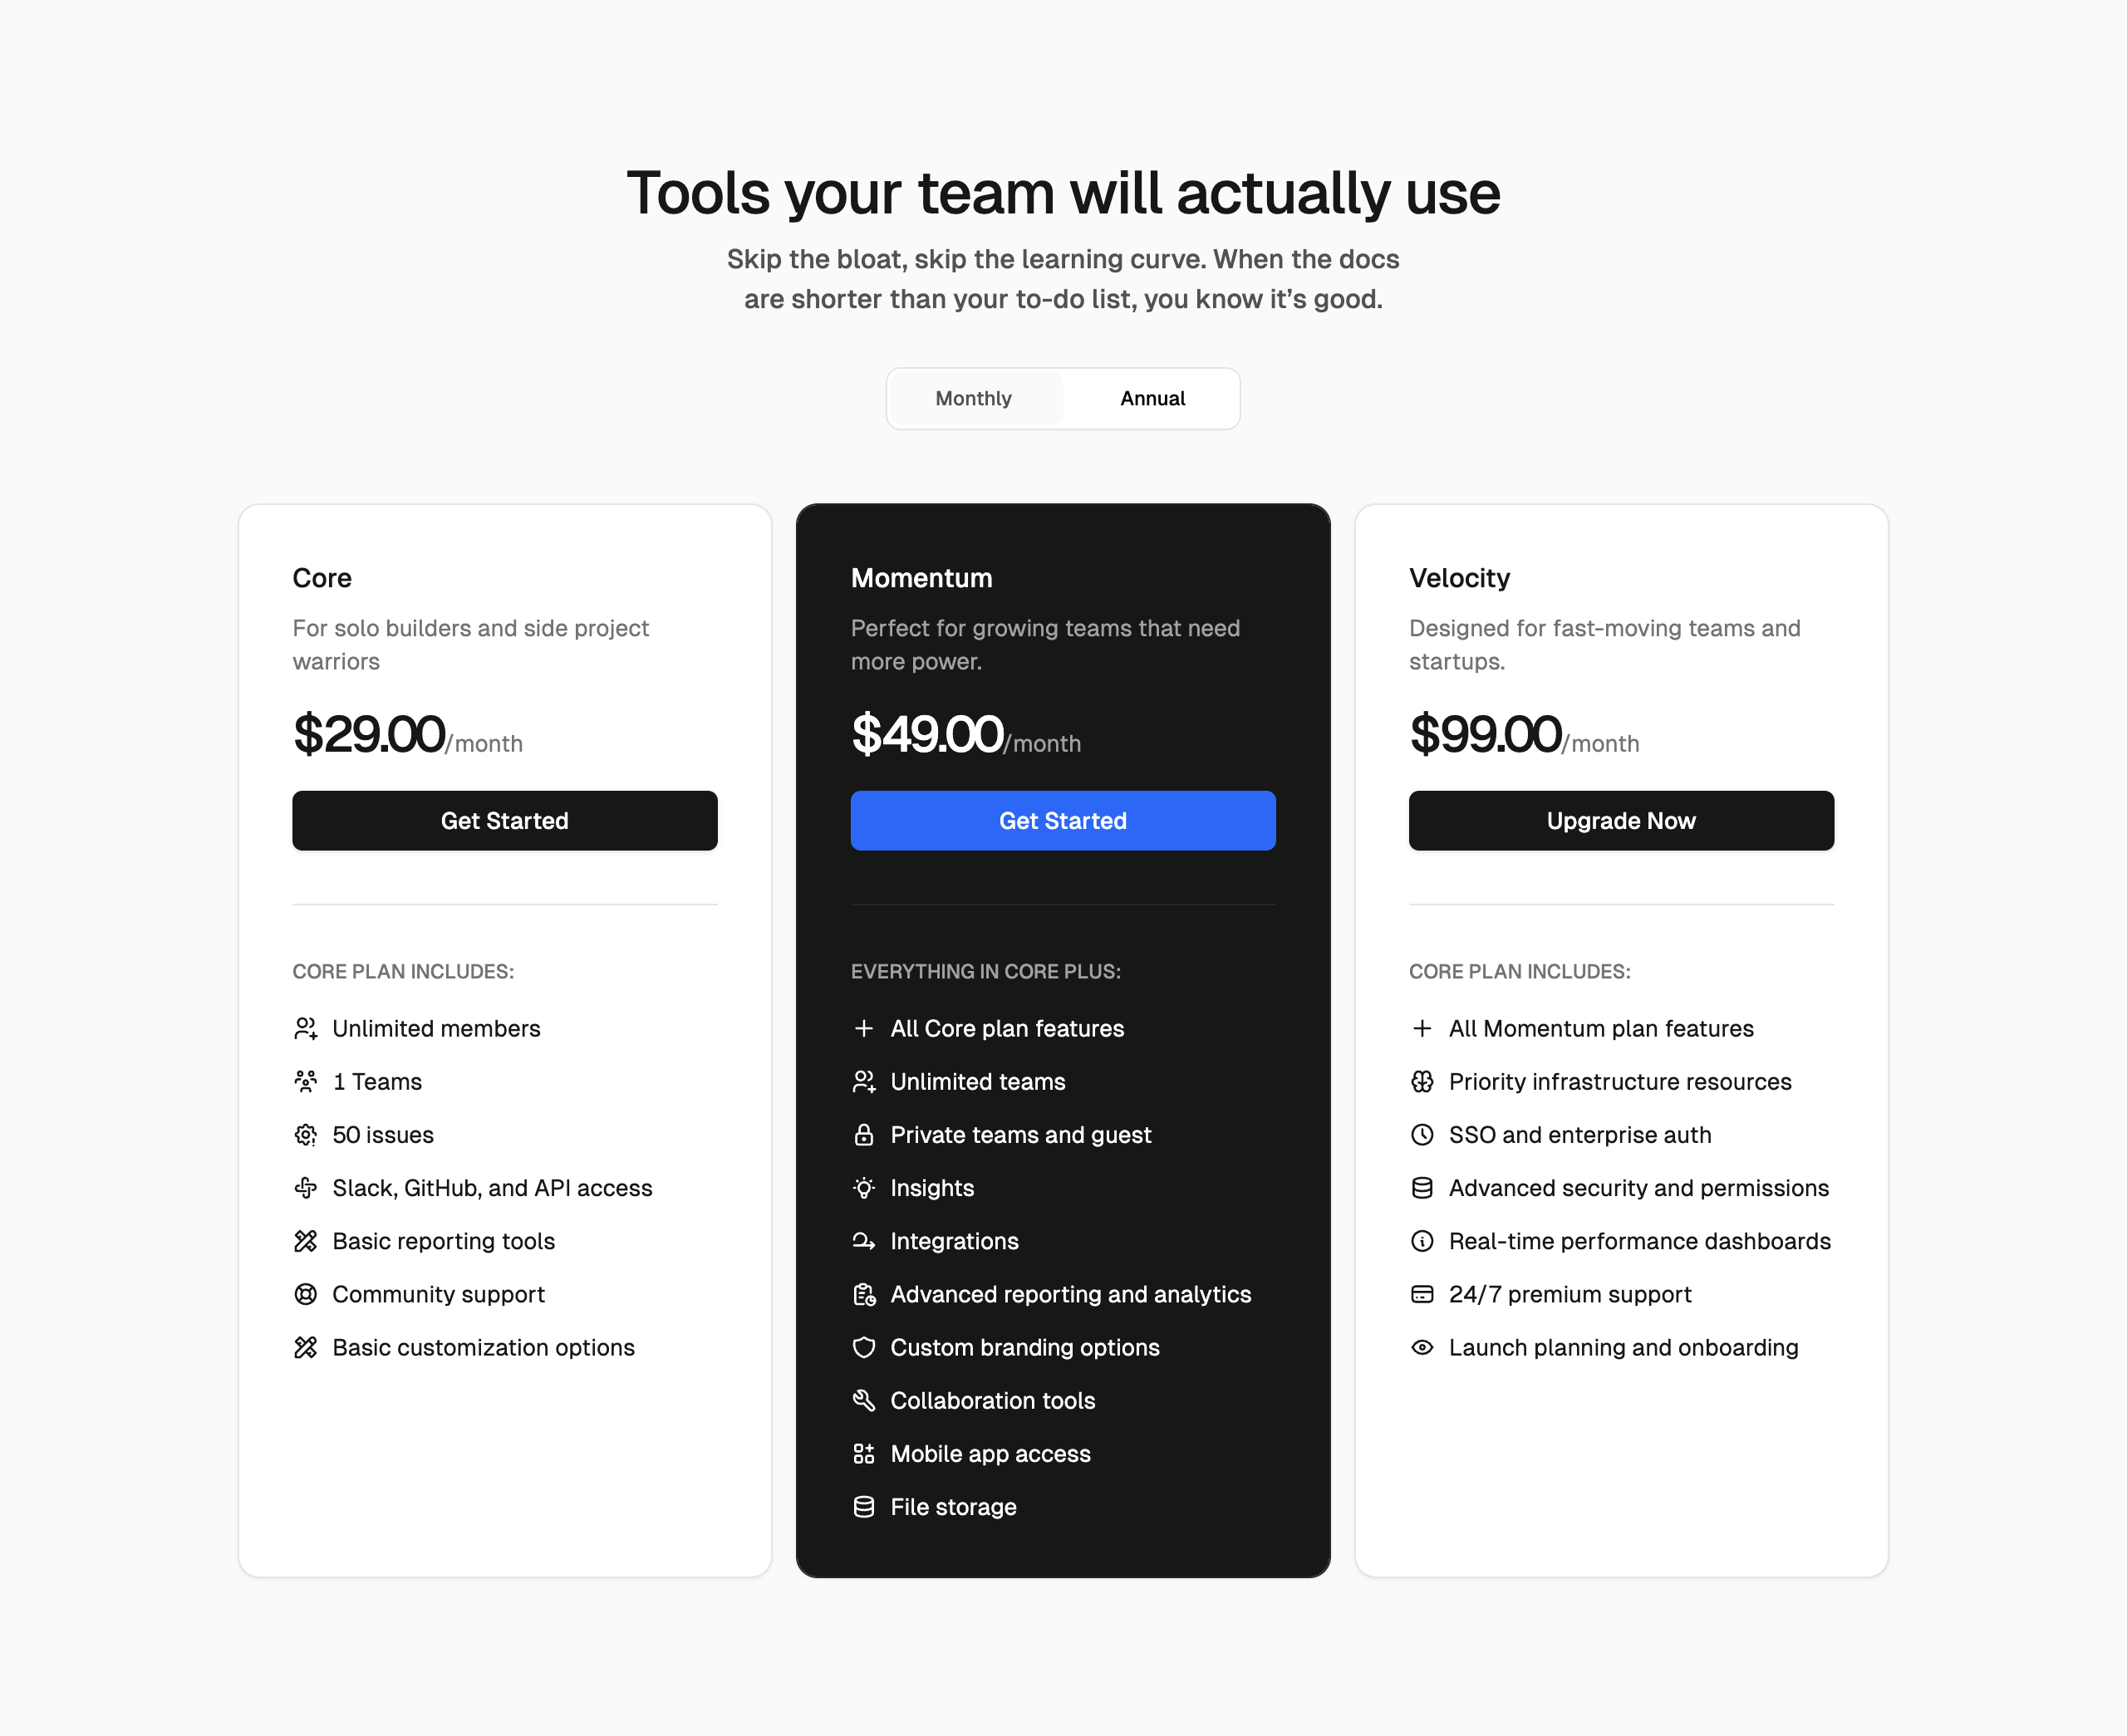 Tools your team will actually use
Skip the bloat, skip the learning curve. When the docs
are shorter than your to-do list, you know it’s good.
Monthly
Annual
Core
For solo builders and side project
warriors
$29.00/month
Get Started
CORE PLAN INCLUDES:
Unlimited members
1 Teams
50 issues
Slack, GitHub, and API access
Basic reporting tools
Community support
Basic customization options
Momentum
Perfect for growing teams that need
more power.
$49.00/month
Get Started
EVERYTHING IN CORE PLUS:
All Core plan features
Unlimited teams
Private teams and guest
Insights
Integrations
Advanced reporting and analytics
Custom branding options
Collaboration tools
Mobile app access
File storage
Velocity
Designed for fast-moving teams and
startups.
$99.00/month
Upgrade Now
CORE PLAN INCLUDES:
All Momentum plan features
Priority infrastructure resources
SSO and enterprise auth
Advanced security and permissions
Real-time performance dashboards
24/7 premium support
Launch planning and onboarding